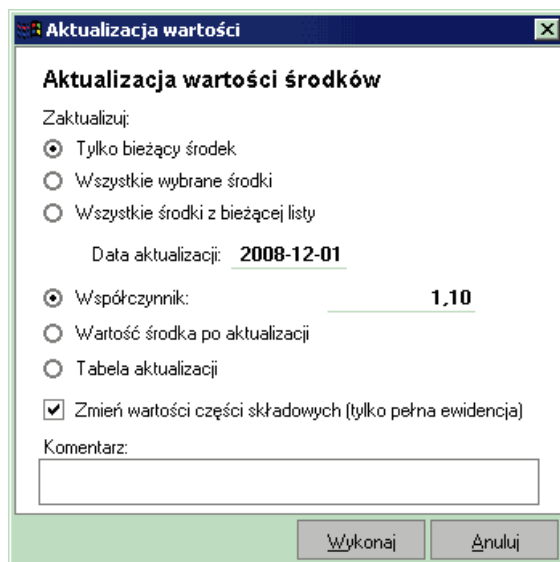 Aktualizacja wartości
Aktualizacja wartości środków
Zaktualizuj:
Tylko bieżący środek
Wszystkie wybrane środki
Wszystkie środki z bieżącej listy
Data aktualizacji: 2008-12-01
Współczynnik: 1,10
Wartość środka po aktualizacji
Tabela aktualizacji
Zmień wartości części składowych (tylko pełna ewidencja)
Komentarz:
Wykonaj Anuluj